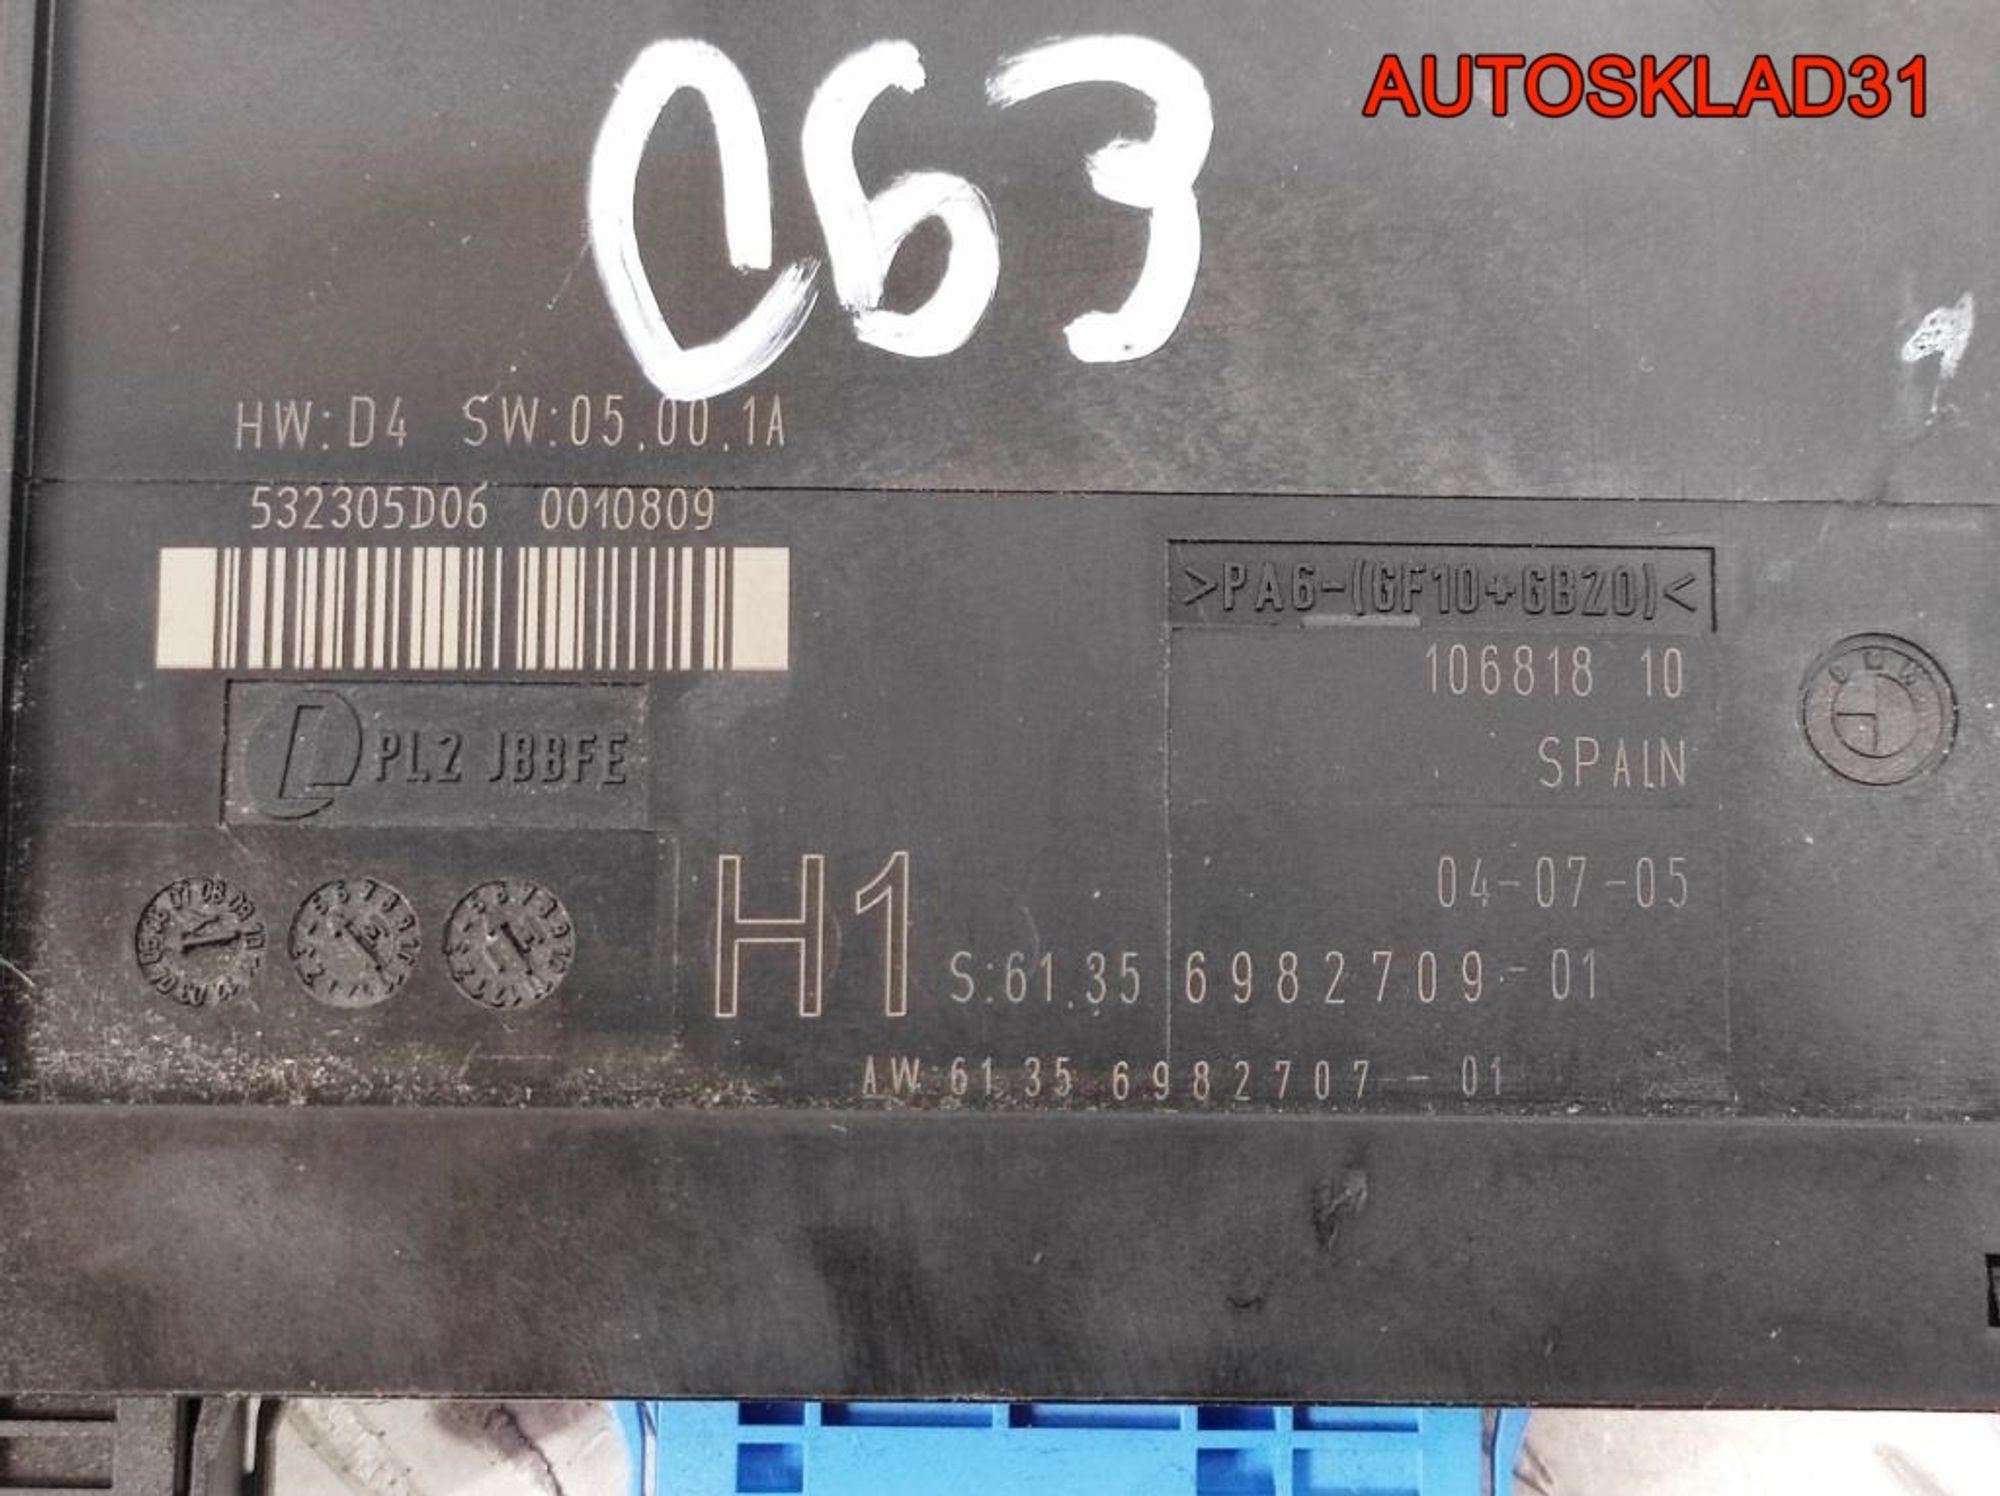 AUTOSKLAD31
C63
HW:D4 SW:05.00.1A
532305D06 0010809
>PA6-(GF10+GB20)<
106818 10
SPAIN
BMW
PL2 JBBFE
04-07-05
H1 S:61.35 6982709-01
AW:61.35 6982707-01